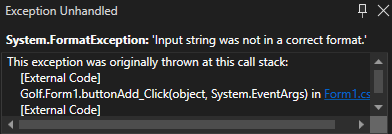 Exception Unhandled
System.FormatException: 'Input string was not in a correct format.'
This exception was originally thrown at this call stack:
[External Code]
Golf.Form1.buttonAdd_Click(object, System.EventArgs) in Form1.cs
[External Code]